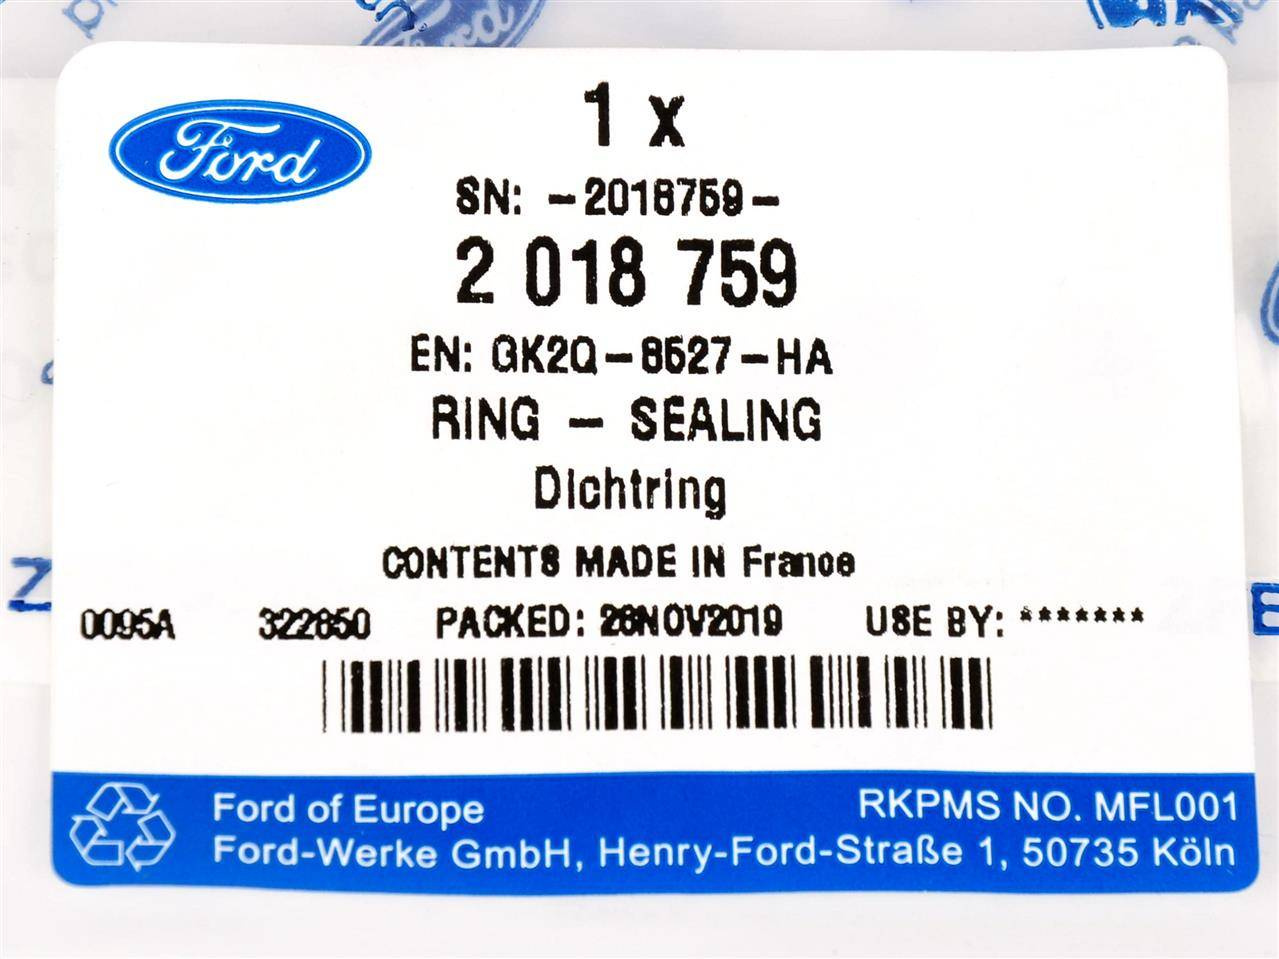 Ford
1 x
SN: -2018759-
2 018 759
EN: GK2Q-8527-HA
RING - SEALING
Dichtring
CONTENTS MADE IN France
0095A 322850 PACKED: 26NOV2019 USE BY: *******
Ford of Europe RKPMS NO. MFL001
Ford-Werke GmbH, Henry-Ford-Straße 1, 50735 Köln